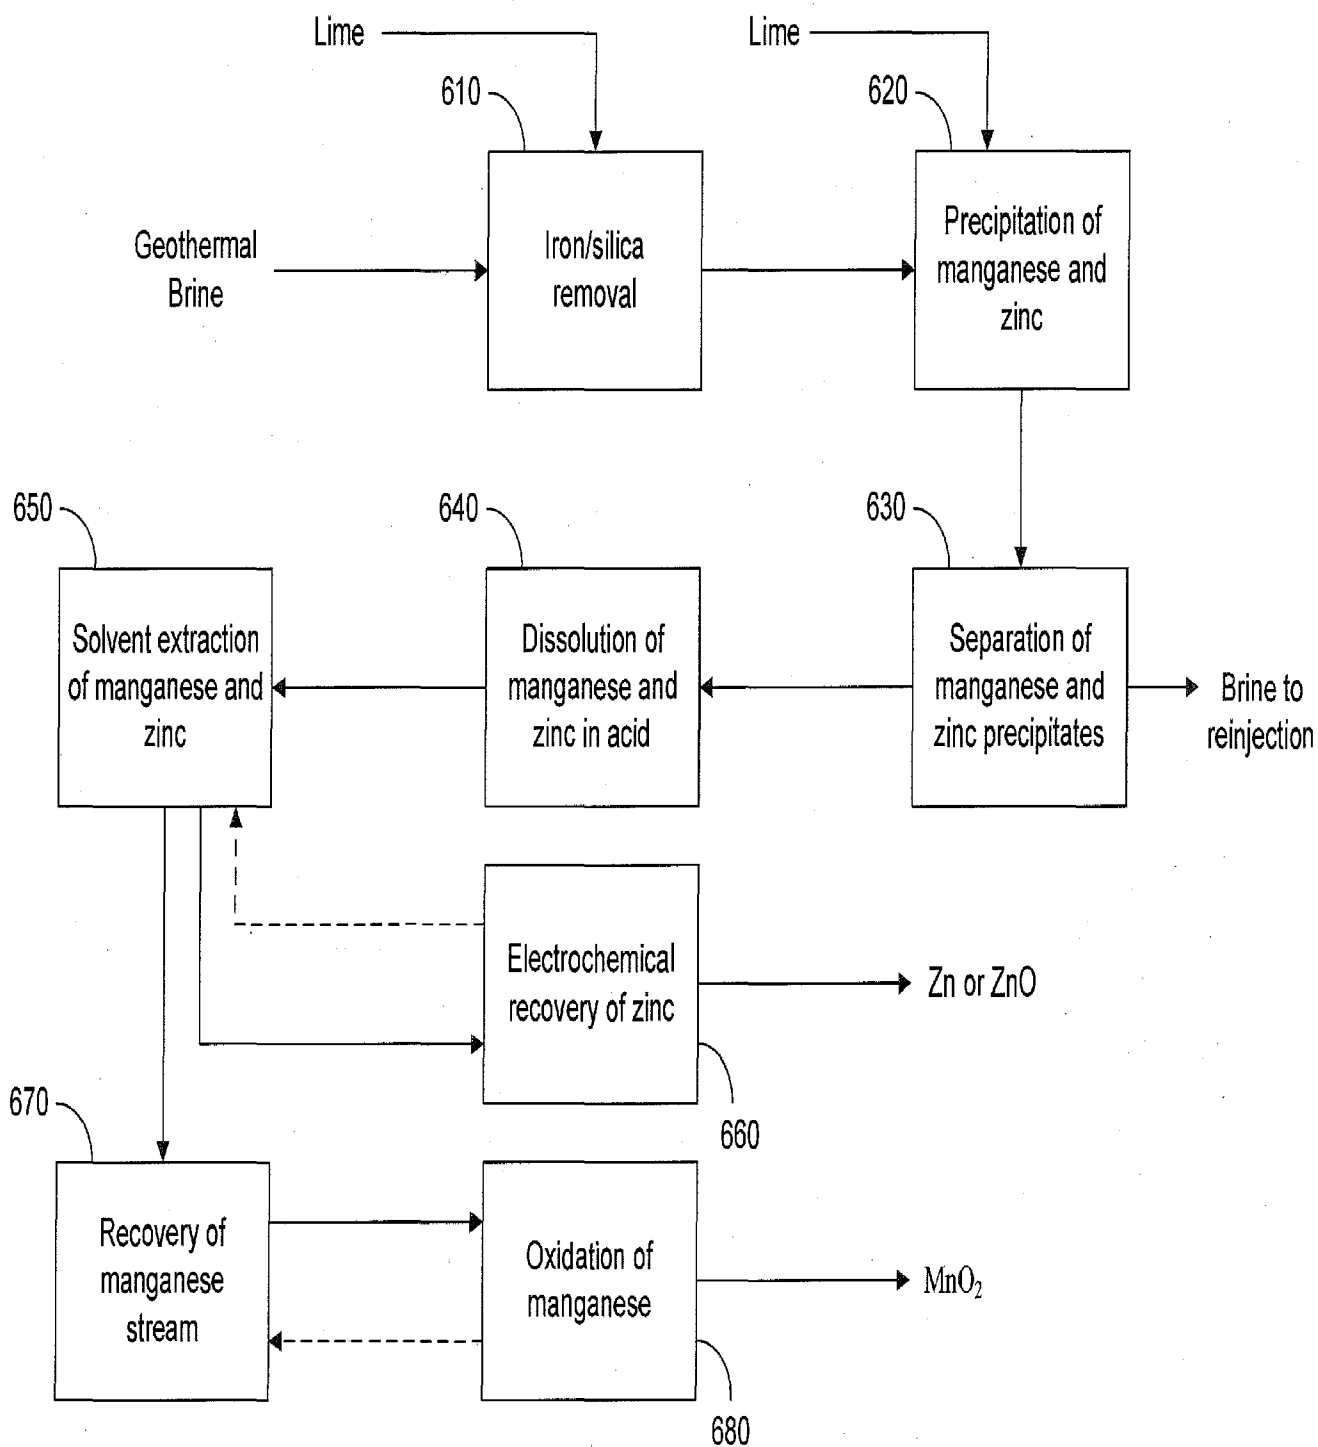 Lime
Lime
610
620
Geothermal
Brine
Iron/silica
removal
Precipitation of
manganese and
zinc
650
640
630
Solvent extraction
of manganese and
zinc
Dissolution of
manganese and
zinc in acid
Separation of
manganese and
zinc precipitates
Brine to
reinjection
Electrochemical
recovery of zinc
Zn or ZnO
660
670
Recovery of
manganese
stream
Oxidation of
manganese
MnO₂
680